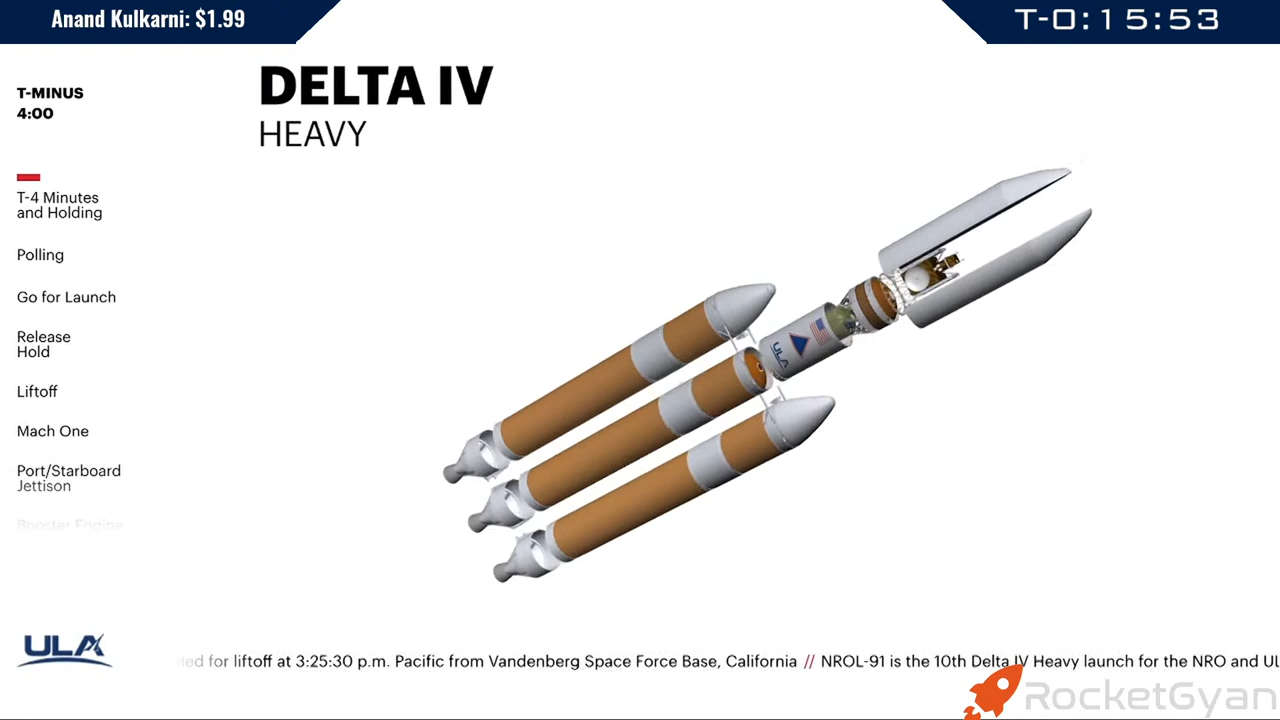 Anand Kulkarni: $1.99
T-0:15:53
DELTA IV
HEAVY
T-MINUS
4:00
T-4 Minutes
and Holding
Polling
Go for Launch
Release
Hold
Liftoff
Mach One
Port/Starboard
Jettison
Booster Engine
ULA
ULA
for liftoff at 3:25:30 p.m. Pacific from Vandenberg Space Force Base, California // NROL-91 is the 10th Delta IV Heavy launch for the NRO and UL
RocketGyan